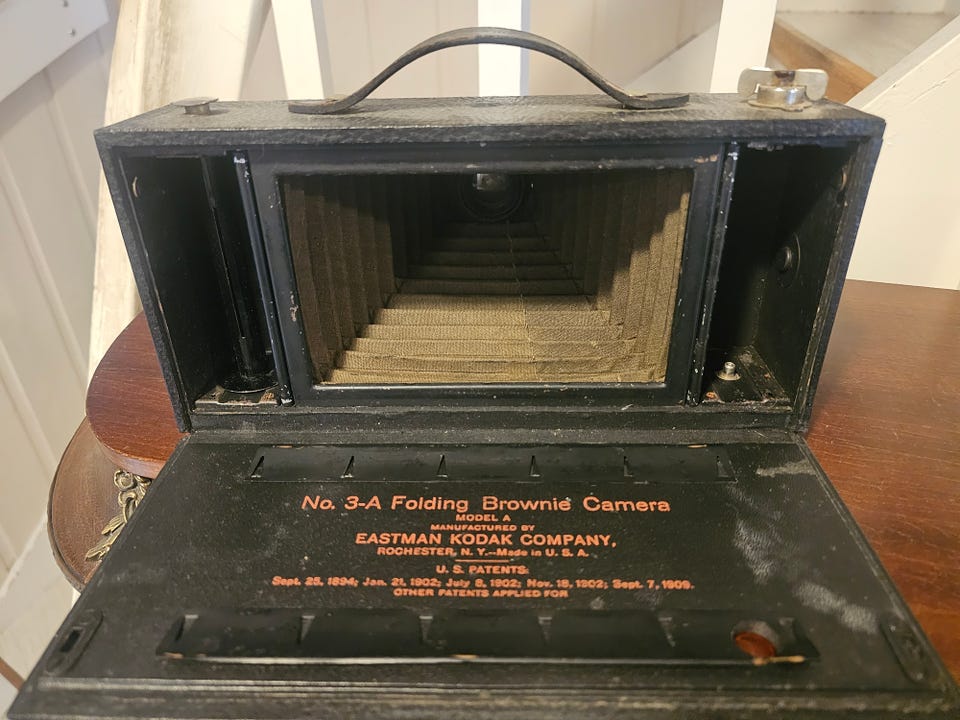 No. 3-A Folding Brownie Camera
MODEL A
MANUFACTURED BY
EASTMAN KODAK COMPANY,
ROCHESTER, N. Y.—Made in U. S. A.
U. S. PATENTS:
Sept. 25, 1894; Jan. 21, 1902; July 8, 1902; Nov. 18, 1902; Sept. 7, 1909.
OTHER PATENTS APPLIED FOR